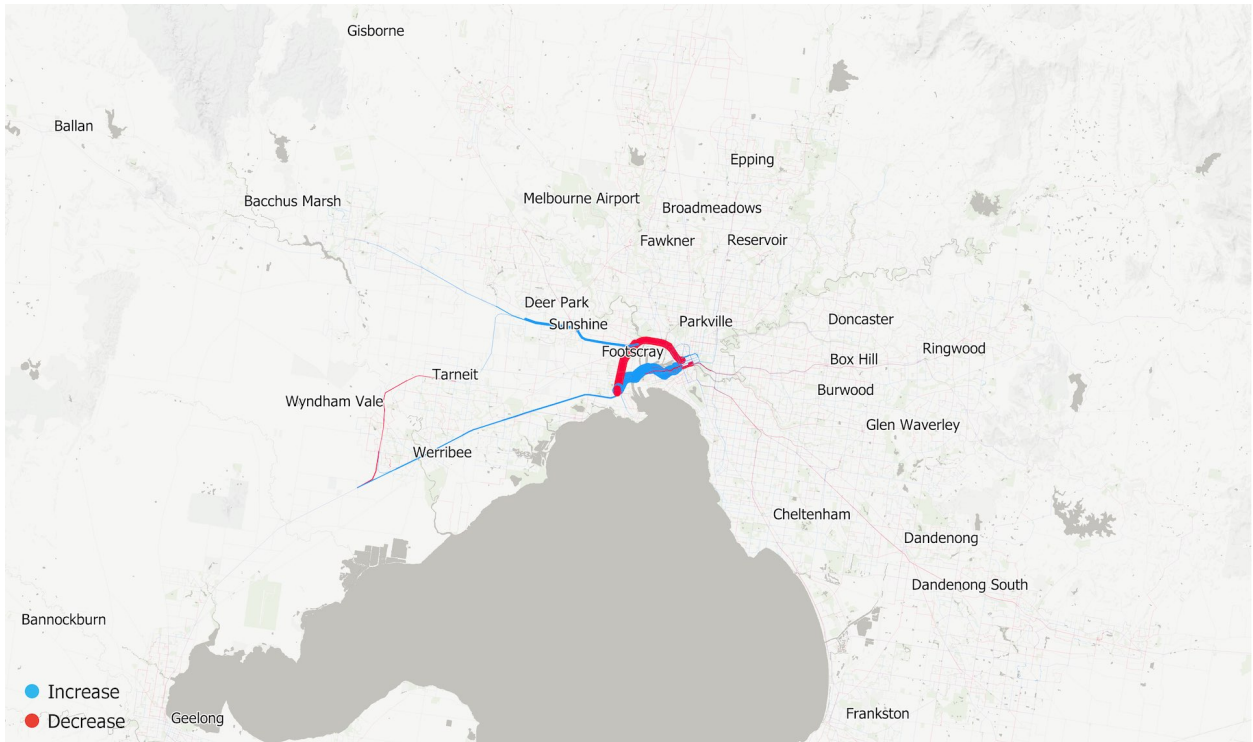 Gisborne
Ballan
Epping
Bacchus Marsh
Melbourne Airport
Broadmeadows
Fawkner
Reservoir
Deer Park
Sunshine
Parkville
Doncaster
Footscray
Ringwood
Box Hill
Tarneit
Burwood
Wyndham Vale
Glen Waverley
Werribee
Cheltenham
Dandenong
Dandenong South
Bannockburn
Increase
Decrease
Geelong
Frankston